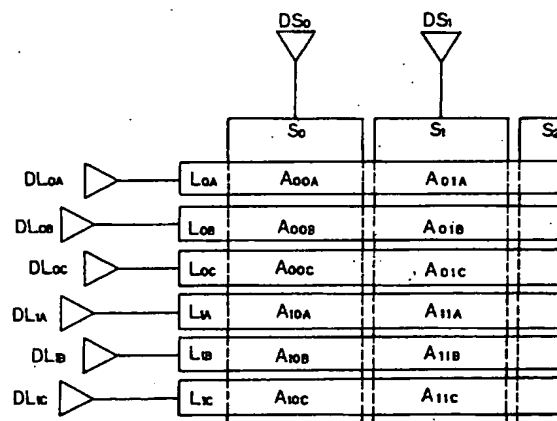 DS₀ DS₁
S₀ S₁ S₂
DL₀A L₀A A₀₀A A₀₁A
DL₀B L₀B A₀₀B A₀₁B
DL₀C L₀C A₀₀C A₀₁C
DL₁A L₁A A₁₀A A₁₁A
DL₁B L₁B A₁₀B A₁₁B
DL₁C L₁C A₁₀C A₁₁C